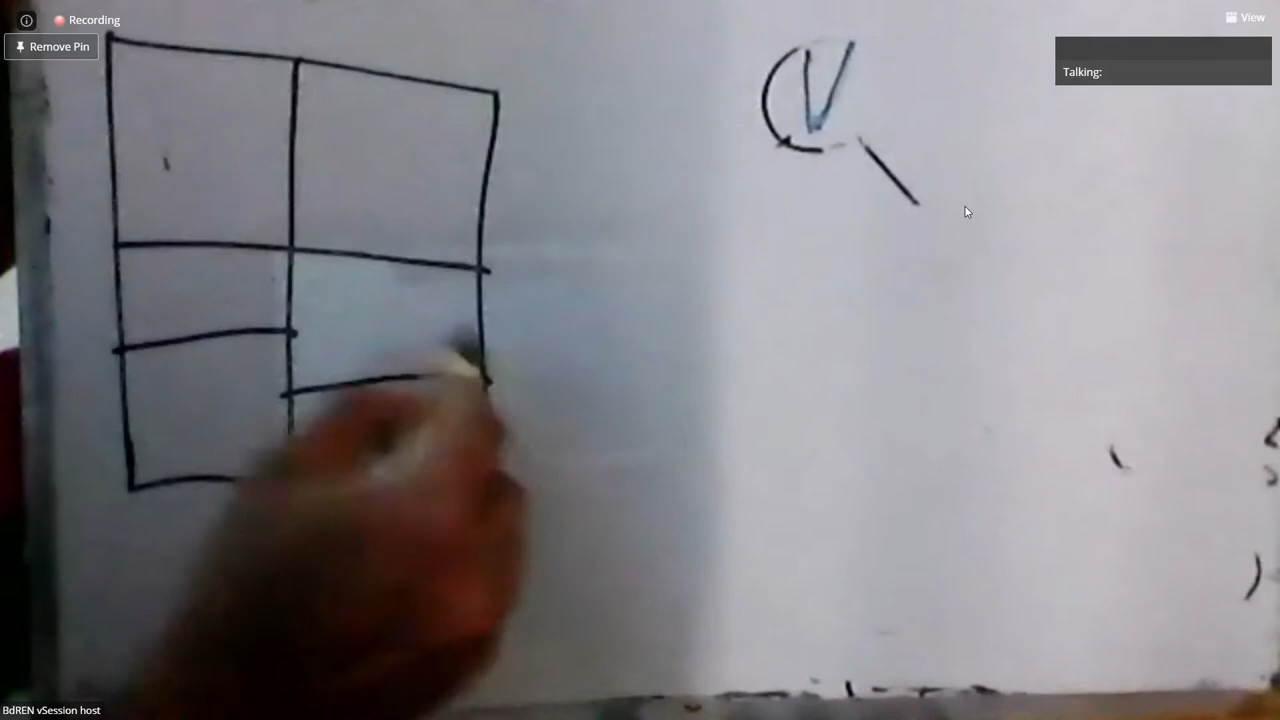 Recording
View
Remove Pin
Talking:
V
BdREN vSession host